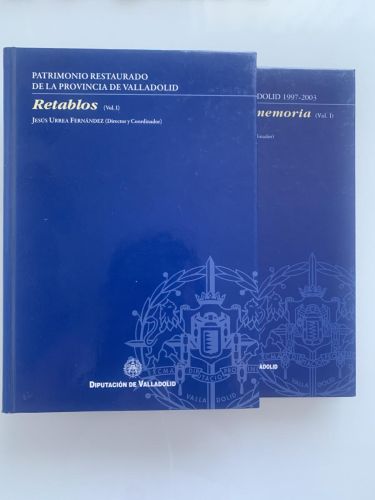 PATRIMONIO RESTAURADO
DE LA PROVINCIA DE VALLADOLID
Retablos (Vol. I)
JESÚS URREA FERNÁNDEZ (Director y Coordinador)
DIPUTACIÓN DE VALLADOLID
DOLID 1997-2003
memoria (Vol. I)
VALLADOLID